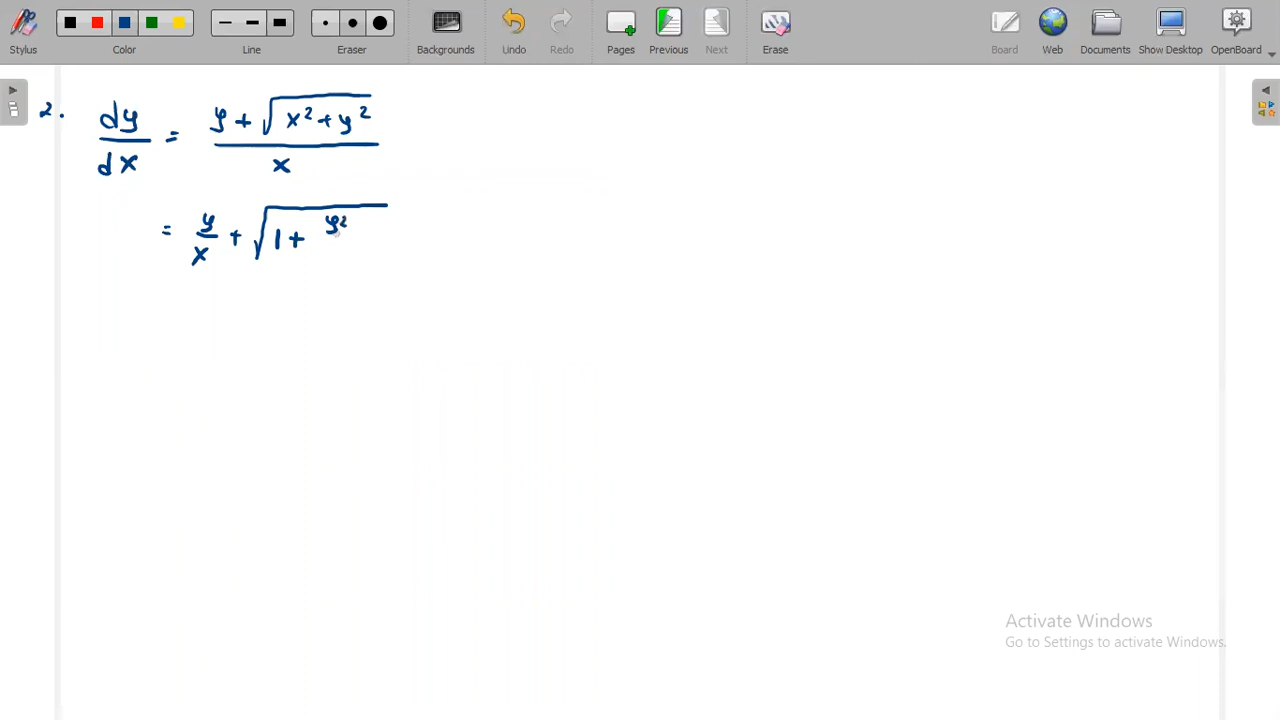 Stylus Color Line Eraser Backgrounds Undo Redo Pages Previous Next Erase Board Web Documents Show Desktop OpenBoard
2. dy/dx = (y + √(x² + y²))/x
= y/x + √(1 + y²
Activate Windows
Go to Settings to activate Windows.